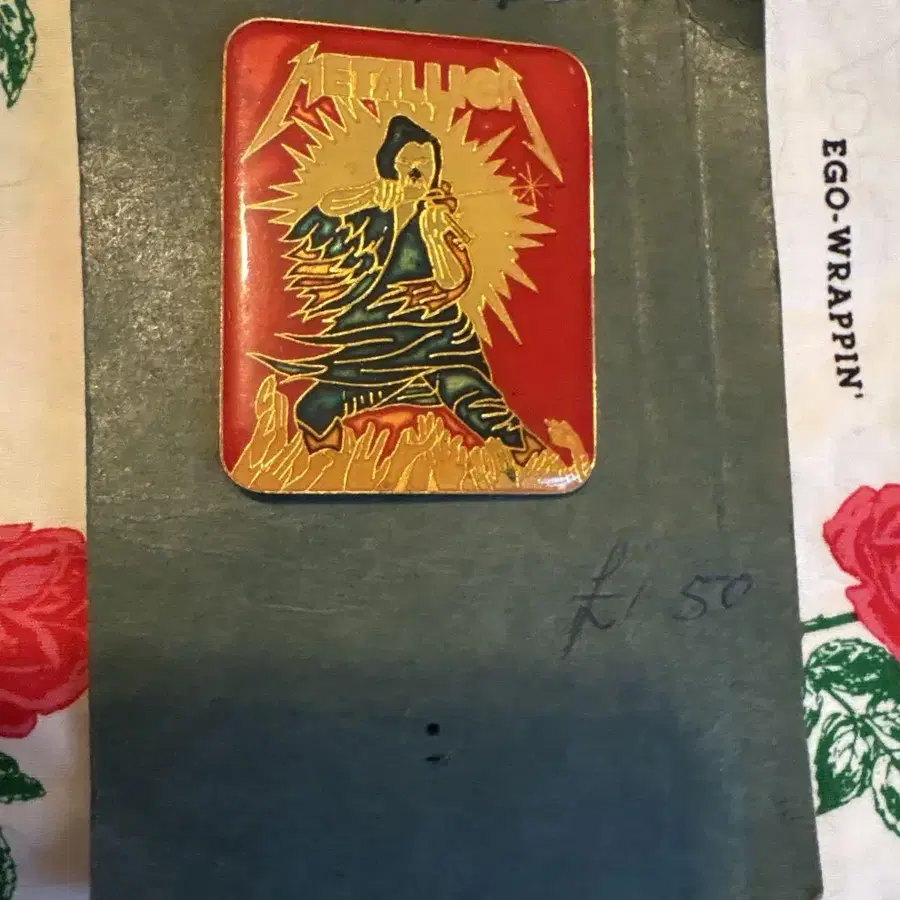 METALLICA
EGO-WRAPPIN'
£1 50